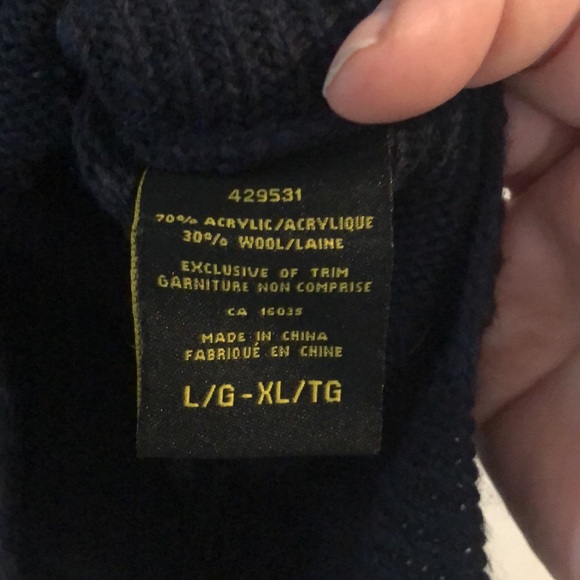 429531
70% ACRYLIC/ACRYLIQUE
30% WOOL/LAINE
EXCLUSIVE OF TRIM
GARNITURE NON COMPRISE
CA 16035
MADE IN CHINA
FABRIQUÉ EN CHINE
L/G-XL/TG